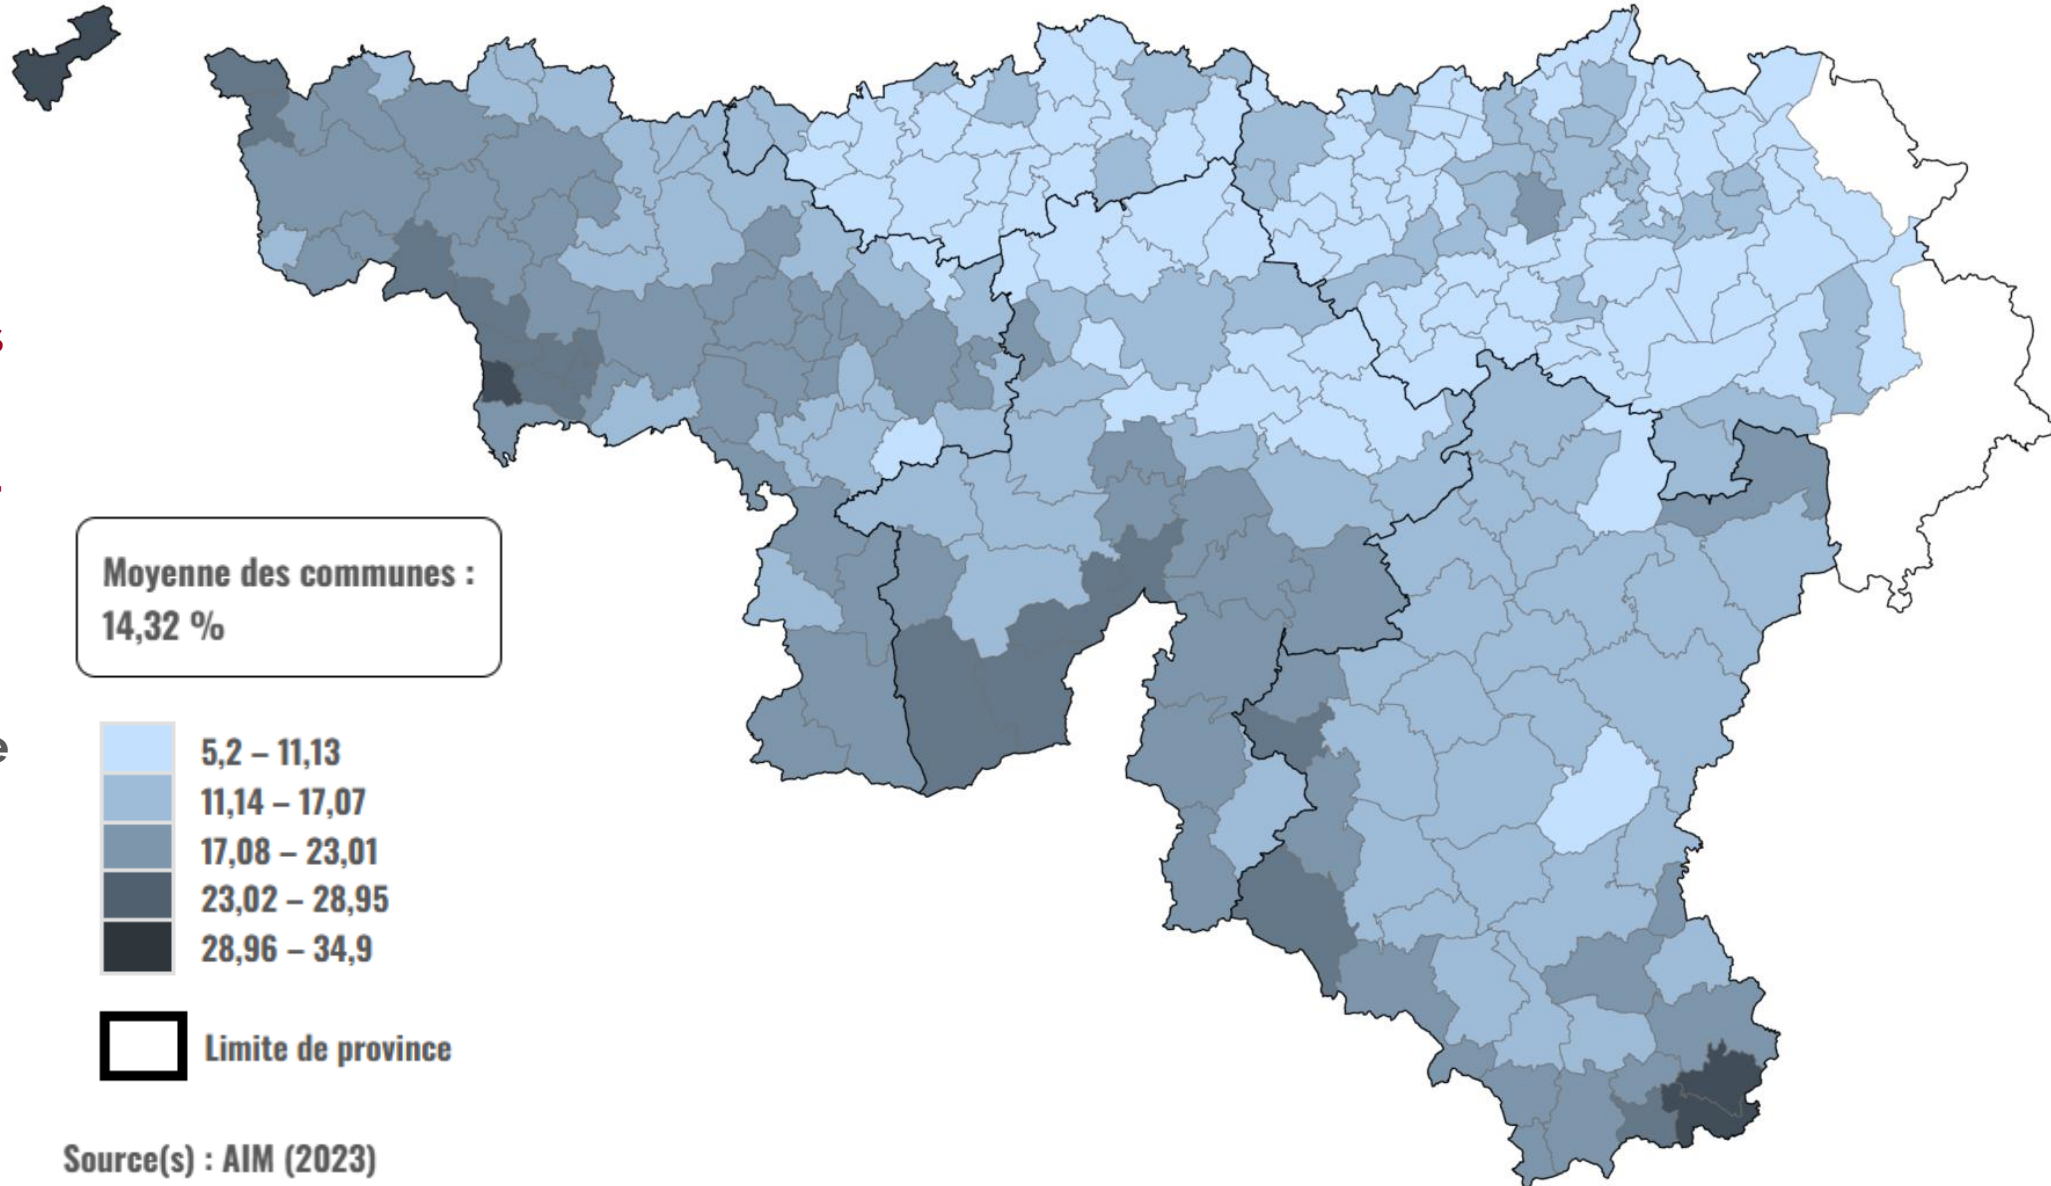 s
e
Moyenne des communes :
14,32 %
5,2 – 11,13
11,14 – 17,07
17,08 – 23,01
23,02 – 28,95
28,96 – 34,9
Limite de province
Source(s) : AIM (2023)